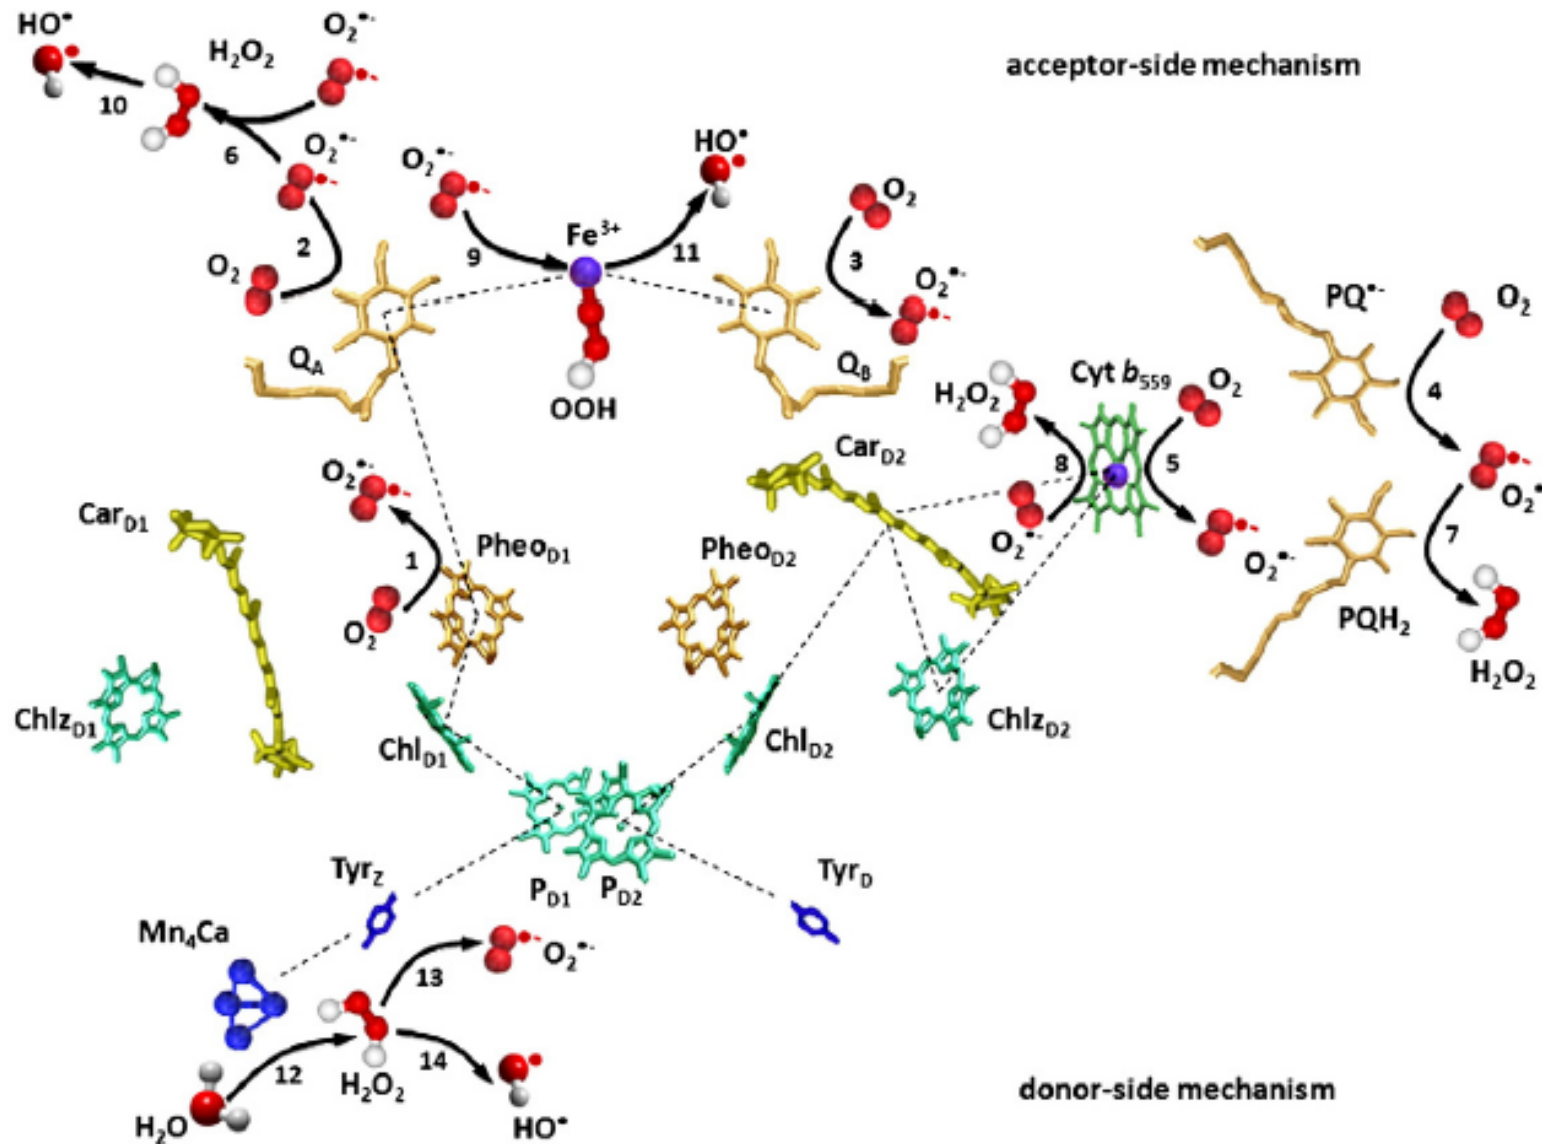 HO•
H₂O₂
O₂•-
acceptor-side mechanism
10
6
O₂•-
O₂•-
HO•
O₂
2
9
Fe³⁺
11
3
O₂
O₂•-
PQ•-
O₂
Q_A
Q_B
OOH
H₂O₂
Cyt b₅₅₉
O₂
4
Car_D2
8
5
O₂•-
O₂•
Car_D1
1
Pheo_D1
Pheo_D2
O₂•-
O₂•-
7
O₂
PQH₂
H₂O₂
Chlz_D1
Chl_D1
Chl_D2
Chlz_D2
Tyr_Z
P_D1 P_D2
Tyr_D
Mn₄Ca
13
O₂•-
12
H₂O₂
14
donor-side mechanism
H₂O
HO•